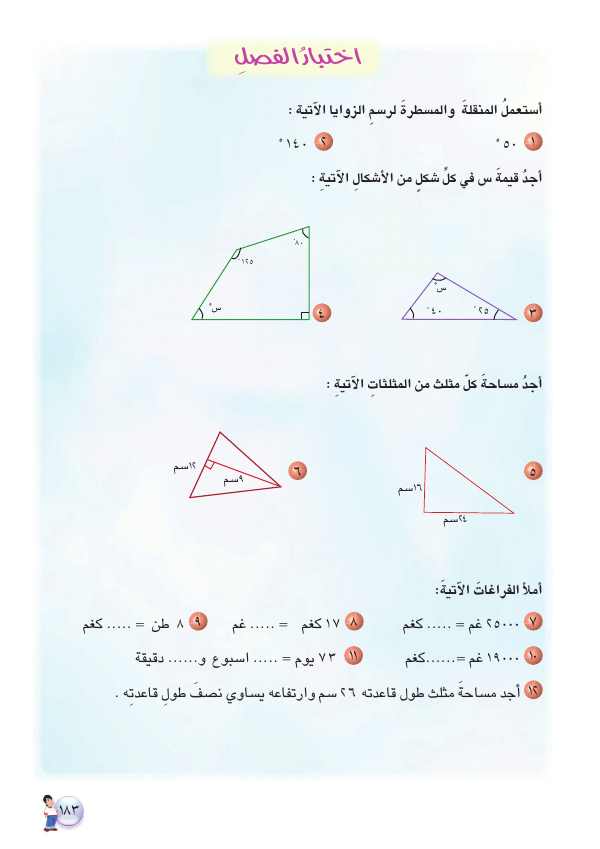 اختبارُ الفصلِ
أستعملُ المنقلةَ والمسطرةَ لرسمِ الزوايا الآتية :
١ ٥٠° ٢ ١٤٠°
أجدُ قيمةَ س في كلِّ شكلٍ من الأشكالِ الآتيةِ :
٣ س° ٤٠° ٢٥°
٤ ٨٠° ١٢٥° س°
أجدُ مساحةَ كلّ مثلث من المثلثاتِ الآتيةِ :
٥ ١٦سم ٢٤سم
٦ ١٢سم ٩سم
أملأ الفراغاتَ الآتيةَ:
٧ ٢٥٠٠٠ غم = ..... كغم ٨ ١٧ كغم = ..... غم ٩ ٨ طن = ..... كغم
١٠ ١٩٠٠٠ غم =......كغم ١١ ٧٣ يوم = ..... اسبوع و...... دقيقة
١٢ أجد مساحةَ مثلث طول قاعدته ٢٦ سم وارتفاعه يساوي نصفَ طولِ قاعدتِه .
١٨٣